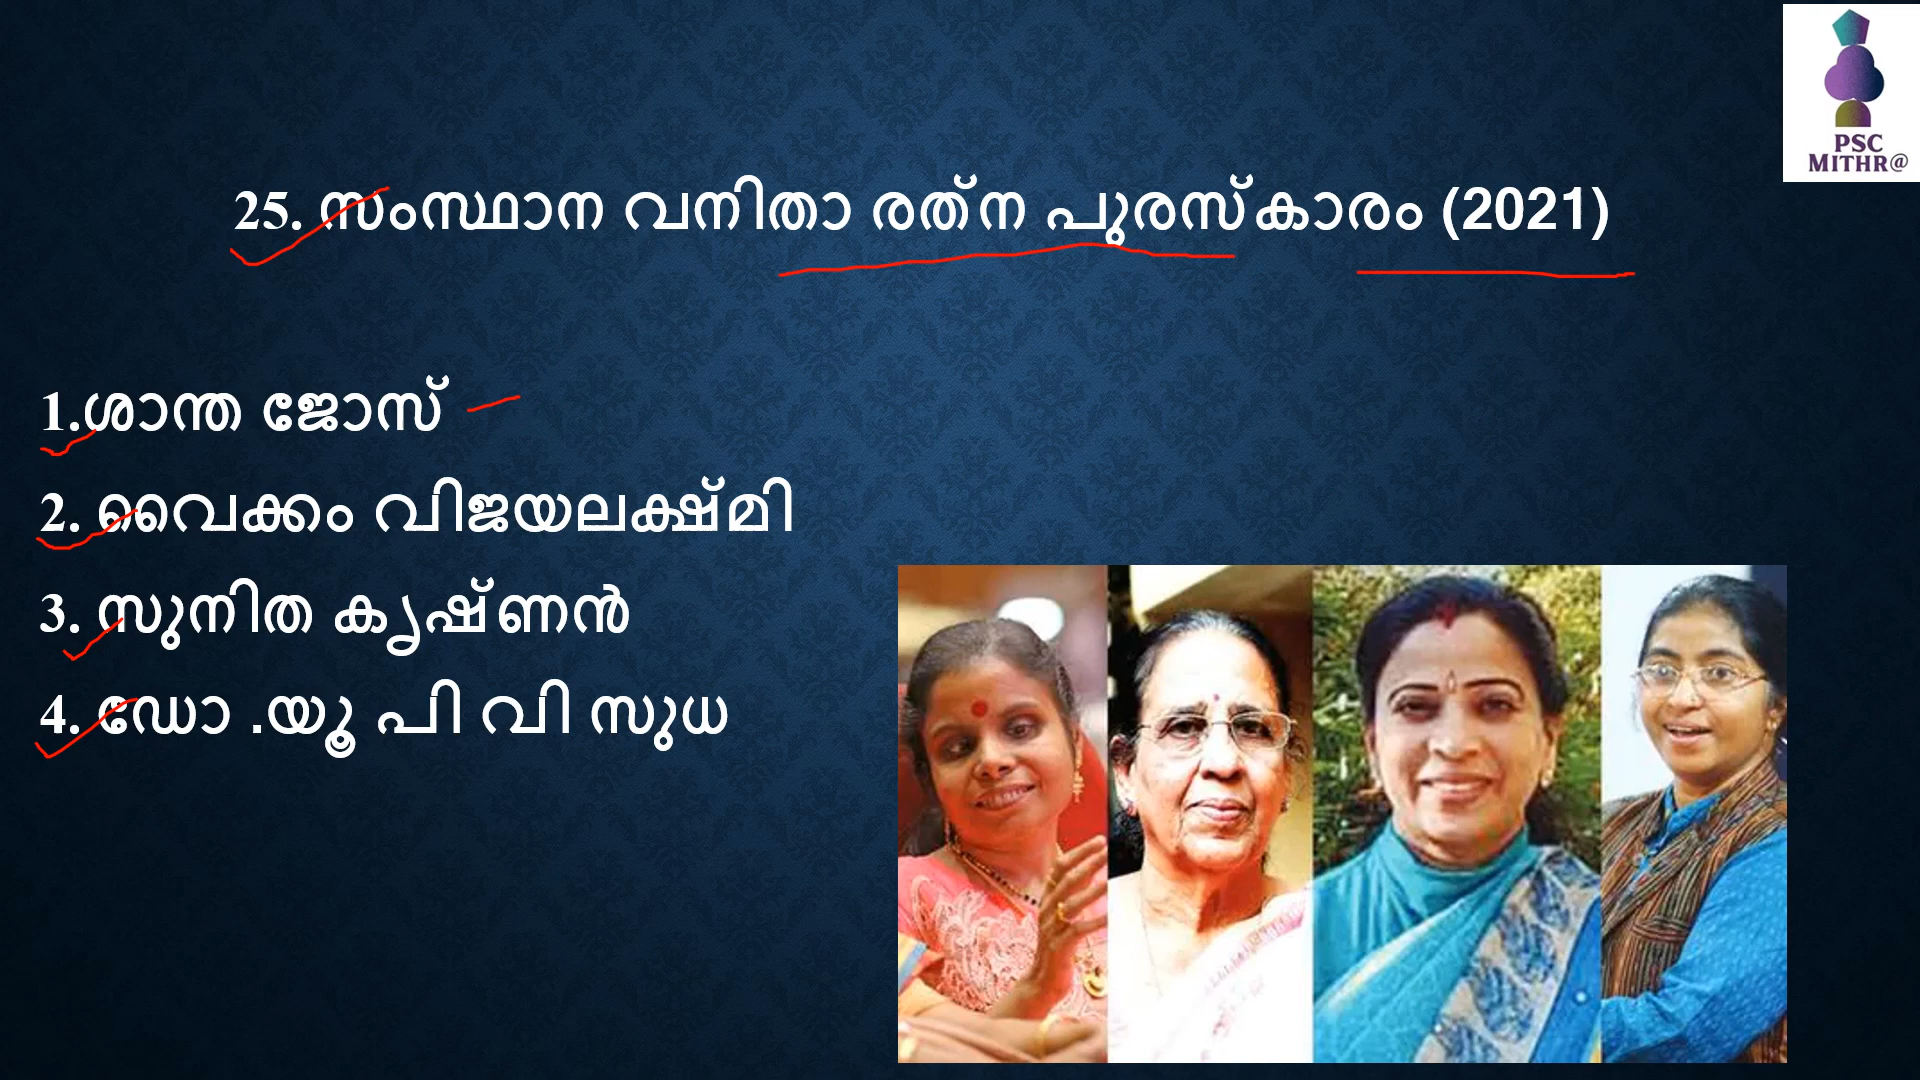 PSC
MITHR@
25. സംസ്ഥാന വനിതാ രത്‌ന പുരസ്‌കാരം (2021)
1.ശാന്ത ജോസ്
2. വൈക്കം വിജയലക്ഷ്‌മി
3. സുനിത കൃഷ്‌ണൻ
4. ഡോ .യൂ പി വി സുധ